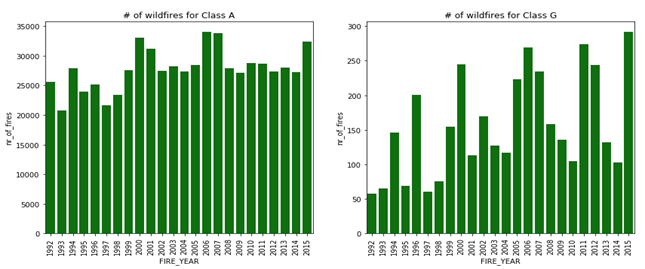 # of wildfires for Class A
35000
30000
25000
20000
15000
10000
5000
0
nr_of_fires
1992 1993 1994 1995 1996 1997 1998 1999 2000 2001 2002 2003 2004 2005 2006 2007 2008 2009 2010 2011 2012 2013 2014 2015
FIRE_YEAR
# of wildfires for Class G
300
250
200
150
100
50
0
nr_of_fires
1992 1993 1994 1995 1996 1997 1998 1999 2000 2001 2002 2003 2004 2005 2006 2007 2008 2009 2010 2011 2012 2013 2014 2015
FIRE_YEAR